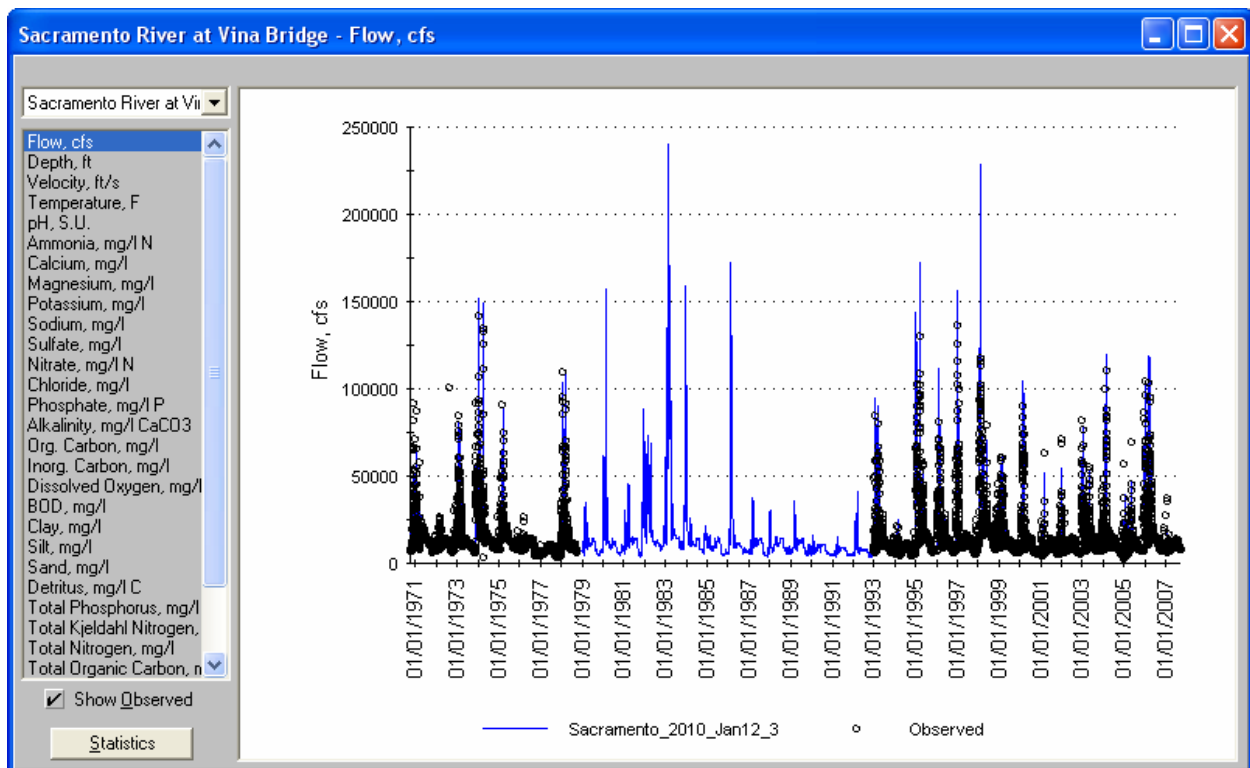 Sacramento River at Vina Bridge - Flow, cfs
Sacramento River at Vi
Flow, cfs
Depth, ft
Velocity, ft/s
Temperature, F
pH, S.U.
Ammonia, mg/l N
Calcium, mg/l
Magnesium, mg/l
Potassium, mg/l
Sodium, mg/l
Sulfate, mg/l
Nitrate, mg/l N
Chloride, mg/l
Phosphate, mg/l P
Alkalinity, mg/l CaCO3
Org. Carbon, mg/l
Inorg. Carbon, mg/l
Dissolved Oxygen, mg/l
BOD, mg/l
Clay, mg/l
Silt, mg/l
Sand, mg/l
Detritus, mg/l C
Total Phosphorus, mg/l
Total Kjeldahl Nitrogen,
Total Nitrogen, mg/l
Total Organic Carbon, n
Show Observed
Statistics
Flow, cfs
250000
200000
150000
100000
50000
0
01/01/1971
01/01/1973
01/01/1975
01/01/1977
01/01/1979
01/01/1981
01/01/1983
01/01/1985
01/01/1987
01/01/1989
01/01/1991
01/01/1993
01/01/1995
01/01/1997
01/01/1999
01/01/2001
01/01/2003
01/01/2005
01/01/2007
Sacramento_2010_Jan12_3
Observed